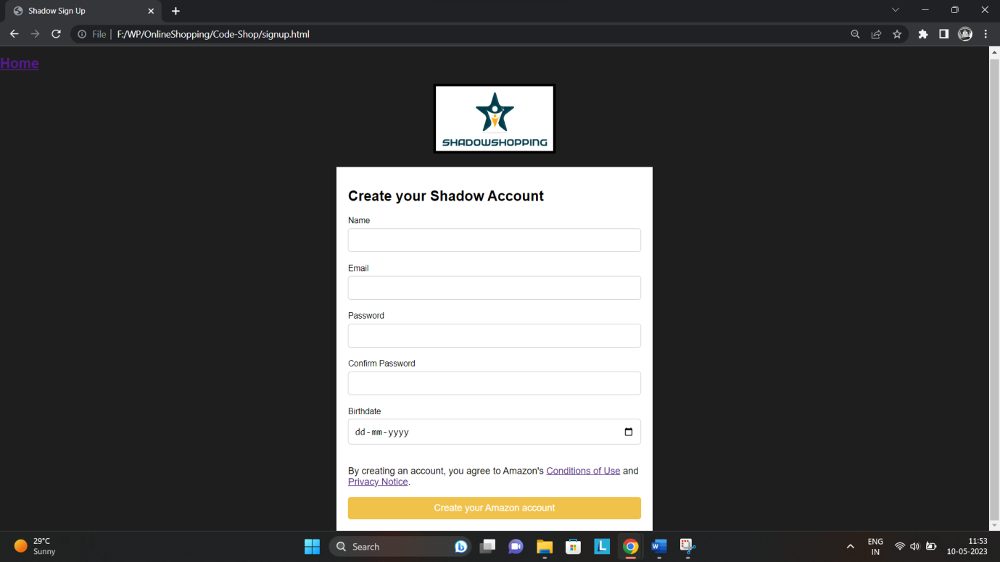 Shadow Sign Up
File | F:/WP/OnlineShopping/Code-Shop/signup.html
Home
SHADOWSHOPPING
Create your Shadow Account
Name
Email
Password
Confirm Password
Birthdate
dd-mm-yyyy
By creating an account, you agree to Amazon's Conditions of Use and
Privacy Notice.
Create your Amazon account
29°C
Sunny
Search
L
W
ENG
IN
11:53
10-05-2023